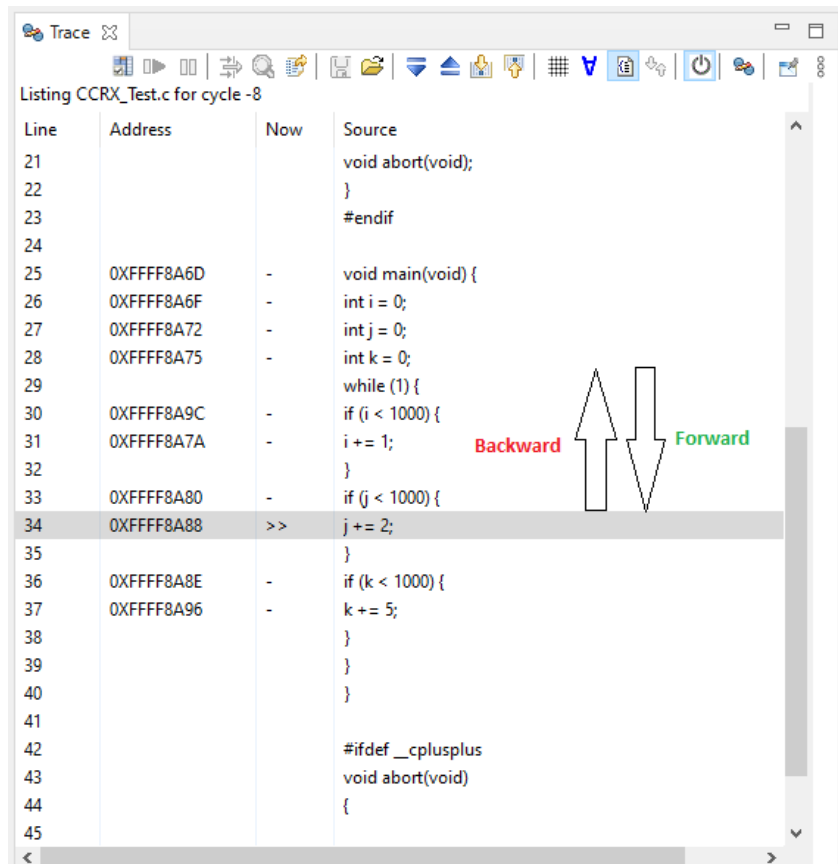 Trace
Listing CCRX_Test.c for cycle -8
Line Address Now Source
21 void abort(void);
22 }
23 #endif
24
25 0XFFFF8A6D - void main(void) {
26 0XFFFF8A6F - int i = 0;
27 0XFFFF8A72 - int j = 0;
28 0XFFFF8A75 - int k = 0;
29 while (1) {
30 0XFFFF8A9C - if (i < 1000) {
31 0XFFFF8A7A - i += 1;
Backward Forward
32 }
33 0XFFFF8A80 - if (j < 1000) {
34 0XFFFF8A88 >> j += 2;
35 }
36 0XFFFF8A8E - if (k < 1000) {
37 0XFFFF8A96 - k += 5;
38 }
39 }
40 }
41
42 #ifdef __cplusplus
43 void abort(void)
44 {
45